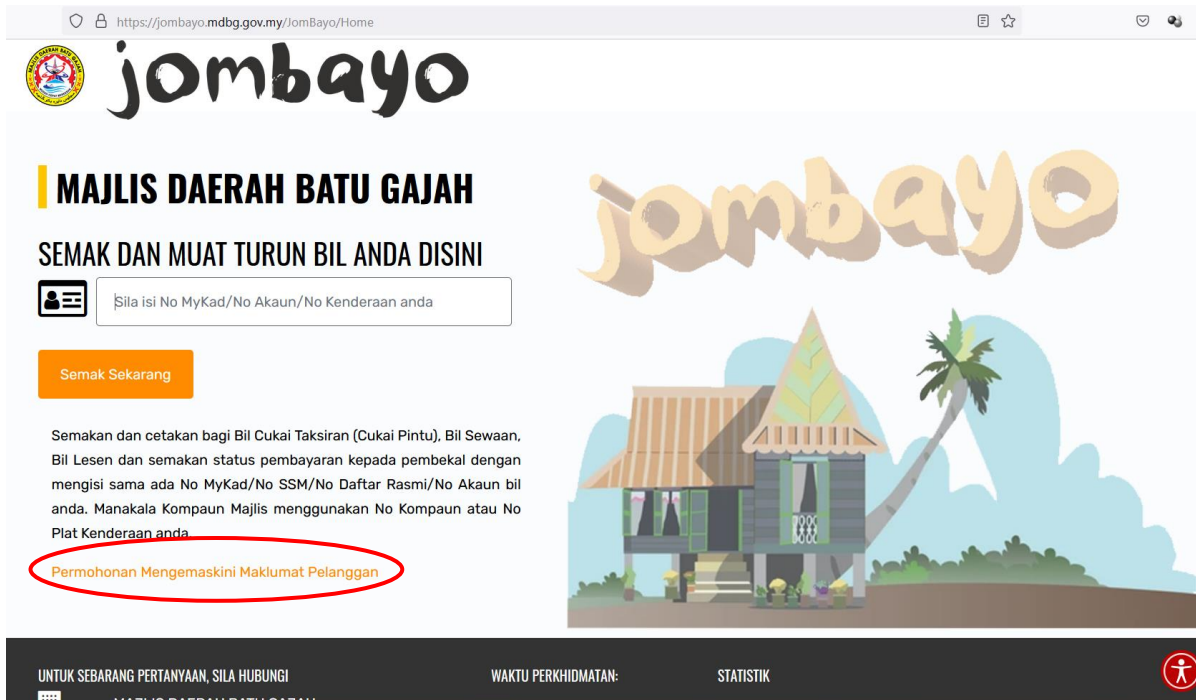 https://jombayo.mdbg.gov.my/JomBayo/Home
jombayo
MAJLIS DAERAH BATU GAJAH
jombayo
SEMAK DAN MUAT TURUN BIL ANDA DISINI
Sila isi No MyKad/No Akaun/No Kenderaan anda
Semak Sekarang
Semakan dan cetakan bagi Bil Cukai Taksiran (Cukai Pintu), Bil Sewaan,
Bil Lesen dan semakan status pembayaran kepada pembekal dengan
mengisi sama ada No MyKad/No SSM/No Daftar Rasmi/No Akaun bil
anda. Manakala Kompaun Majlis menggunakan No Kompaun atau No
Plat Kenderaan anda.
Permohonan Mengemaskini Maklumat Pelanggan
UNTUK SEBARANG PERTANYAAN, SILA HUBUNGI
WAKTU PERKHIDMATAN:
STATISTIK
MAJLIS DAERAH BATU GAJAH